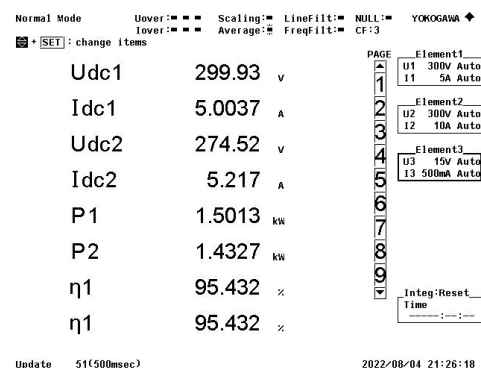 Normal Mode Uover:■ ■ ■ Scaling:■ LineFilt:■ NULL:■ YOKOGAWA ◆
Iover:■ ■ ■ Average:■ FreqFilt:■ CF:3
+ SET : change items
PAGE
Udc1 299.93 V
Idc1 5.0037 A
Udc2 274.52 V
Idc2 5.217 A
P1 1.5013 kW
P2 1.4327 kW
η1 95.432 %
η1 95.432 %
▲
1
2
3
4
5
6
7
8
9
▼
Element1
U1 300V Auto
I1 5A Auto
Element2
U2 300V Auto
I2 10A Auto
Element3
U3 15V Auto
I3 500mA Auto
Integ:Reset
Time
-----:--:--
Update 51(500msec) 2022/08/04 21:26:18